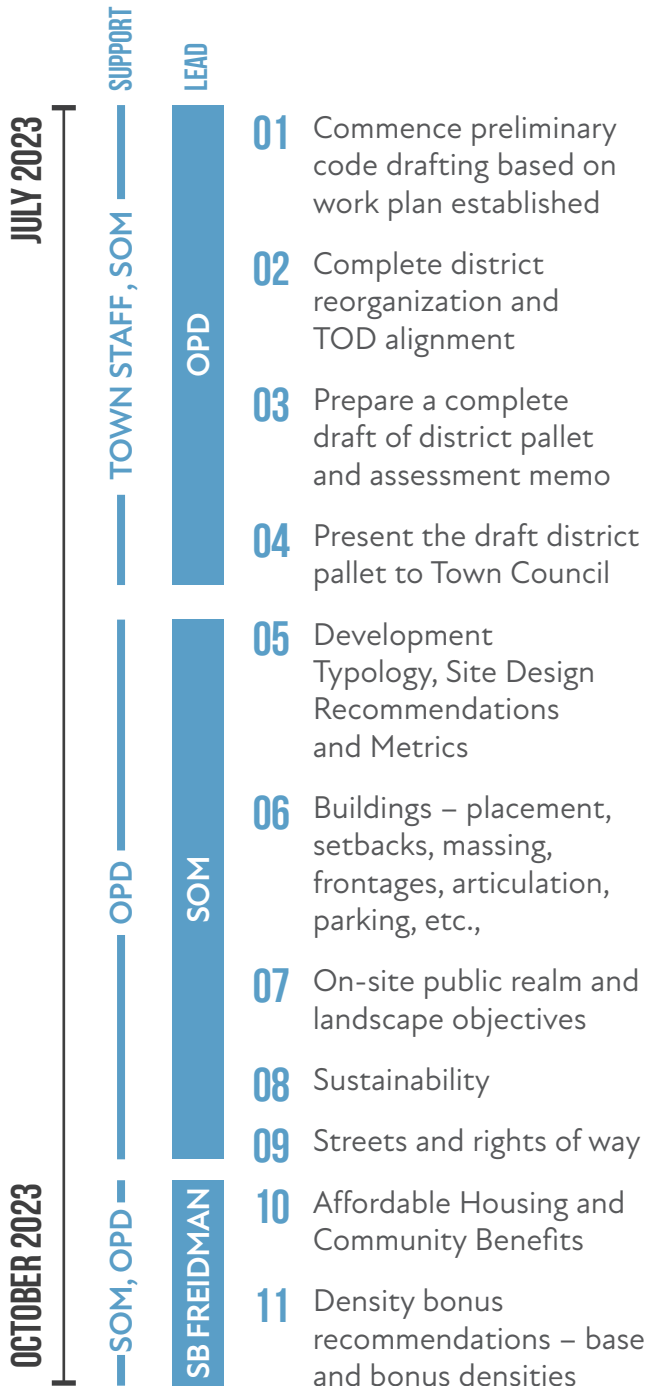 SUPPORT
LEAD
JULY 2023
TOWN STAFF, SOM
OPD
01 Commence preliminary
code drafting based on
work plan established
02 Complete district
reorganization and
TOD alignment
03 Prepare a complete
draft of district pallet
and assessment memo
04 Present the draft district
pallet to Town Council
OPD
SOM
05 Development
Typology, Site Design
Recommendations
and Metrics
06 Buildings – placement,
setbacks, massing,
frontages, articulation,
parking, etc.,
07 On-site public realm and
landscape objectives
08 Sustainability
09 Streets and rights of way
OCTOBER 2023
SOM, OPD
SB FREIDMAN
10 Affordable Housing and
Community Benefits
11 Density bonus
recommendations – base
and bonus densities